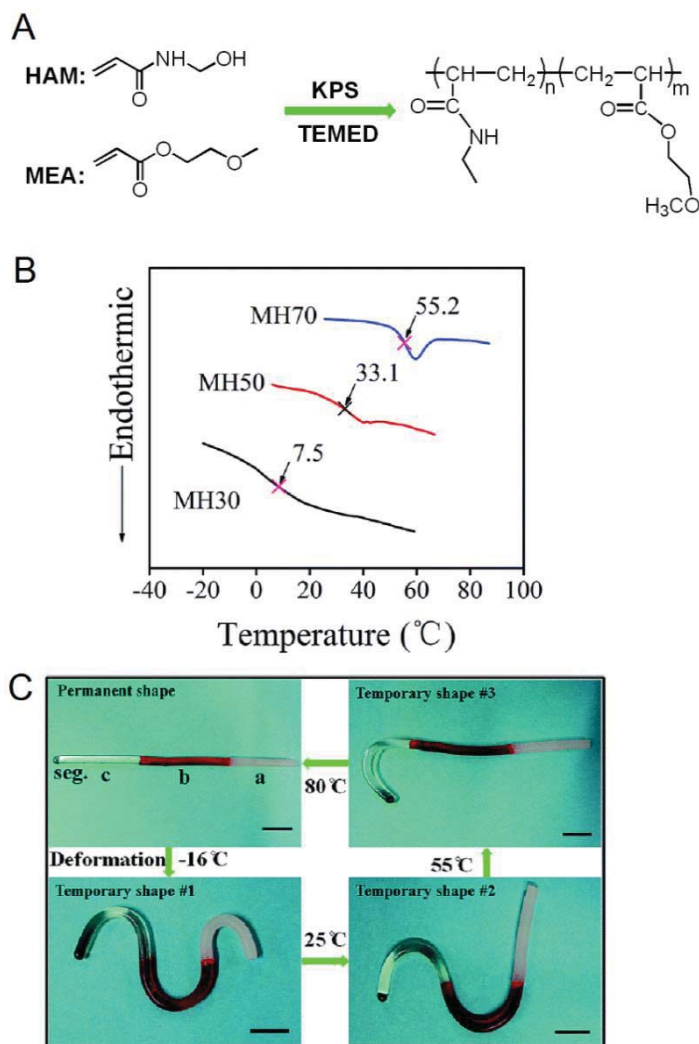 A
HAM:
NH
OH
O
MEA:
O
O
O
KPS
TEMED
CH
CH₂
n
CH₂
CH
m
O
NH
O
O
H₃CO
B
Endothermic
MH70
55.2
MH50
33.1
MH30
7.5
-40 -20 0 20 40 60 80 100
Temperature (℃)
C
Permanent shape
seg. c b a
Temporary shape #3
80℃
Deformation -16℃
55℃
Temporary shape #1
25℃
Temporary shape #2